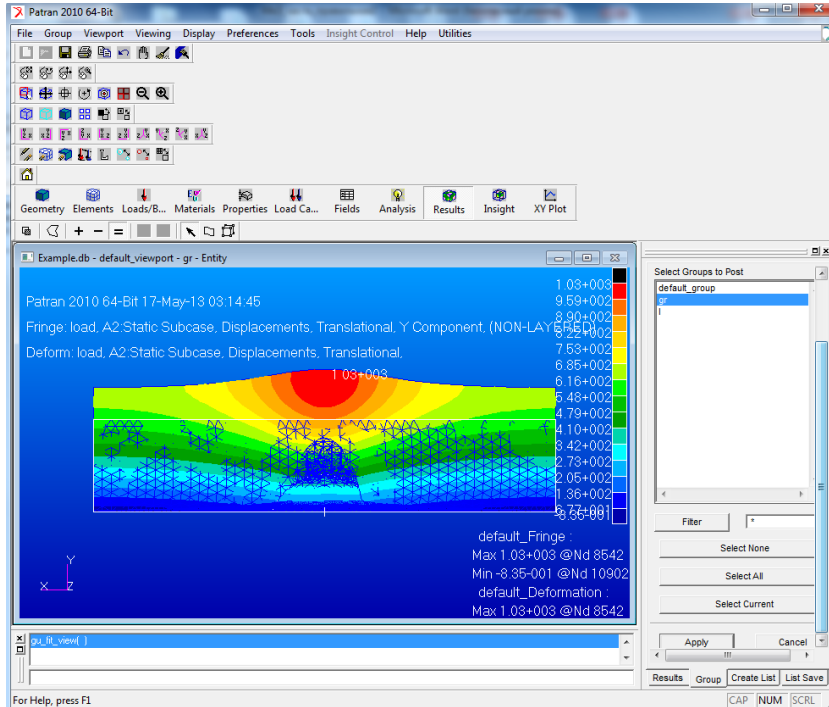 Patran 2010 64-Bit
File Group Viewport Viewing Display Preferences Tools Insight Control Help Utilities
Geometry Elements Loads/B... Materials Properties Load Ca... Fields Analysis Results Insight XY Plot
Example.db - default_viewport - gr - Entity
Patran 2010 64-Bit 17-May-13 03:14:45
Fringe: load, A2:Static Subcase, Displacements, Translational, Y Component, (NON-LAYERED)
Deform: load, A2:Static Subcase, Displacements, Translational,
1.03+003
1.03+003
9.59+002
8.90+002
8.22+002
7.53+002
6.85+002
6.16+002
5.48+002
4.79+002
4.10+002
3.42+002
2.73+002
2.05+002
1.36+002
6.77+001
-8.35-001
default_Fringe :
Max 1.03+003 @Nd 8542
Min -8.35-001 @Nd 10902
default_Deformation :
Max 1.03+003 @Nd 8542
Y
X Z
Select Groups to Post
default_group
gr
l
Filter *
Select None
Select All
Select Current
Apply Cancel
Results Group Create List List Save
gu_fit_view( )
For Help, press F1
CAP NUM SCRL